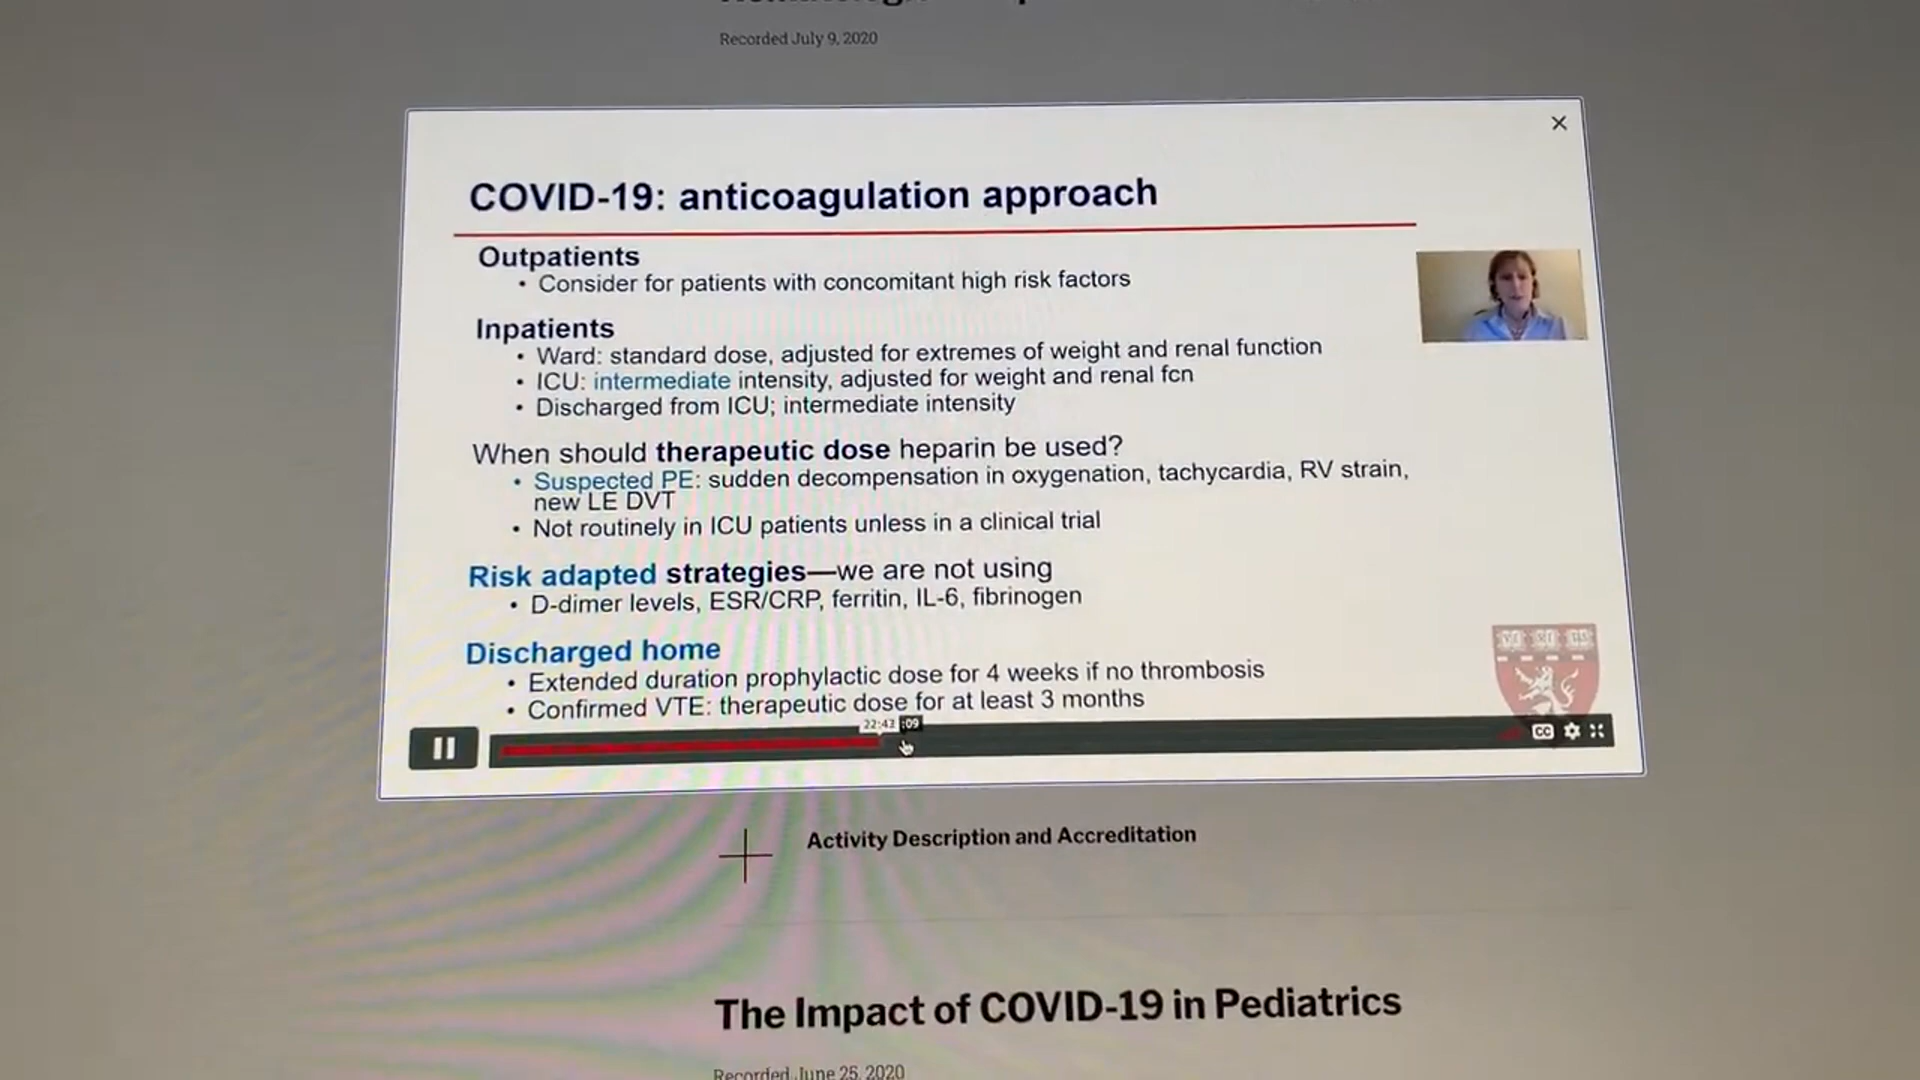 Recorded July 9, 2020
COVID-19: anticoagulation approach
Outpatients
• Consider for patients with concomitant high risk factors
Inpatients
• Ward: standard dose, adjusted for extremes of weight and renal function
• ICU: intermediate intensity, adjusted for weight and renal fcn
• Discharged from ICU; intermediate intensity
When should therapeutic dose heparin be used?
• Suspected PE: sudden decompensation in oxygenation, tachycardia, RV strain,
new LE DVT
• Not routinely in ICU patients unless in a clinical trial
Risk adapted strategies—we are not using
• D-dimer levels, ESR/CRP, ferritin, IL-6, fibrinogen
Discharged home
• Extended duration prophylactic dose for 4 weeks if no thrombosis
• Confirmed VTE: therapeutic dose for at least 3 months
22:43 :09
CC
Activity Description and Accreditation
The Impact of COVID-19 in Pediatrics
Recorded June 25, 2020